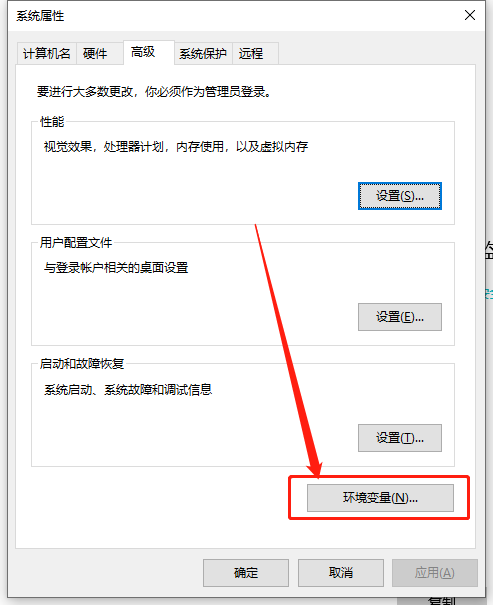 系统属性
计算机名 硬件 高级 系统保护 远程
要进行大多数更改，你必须作为管理员登录。
性能
视觉效果，处理器计划，内存使用，以及虚拟内存
设置(S)...
用户配置文件
与登录帐户相关的桌面设置
设置(E)...
启动和故障恢复
系统启动、系统故障和调试信息
设置(T)...
环境变量(N)...
确定 取消 应用(A)